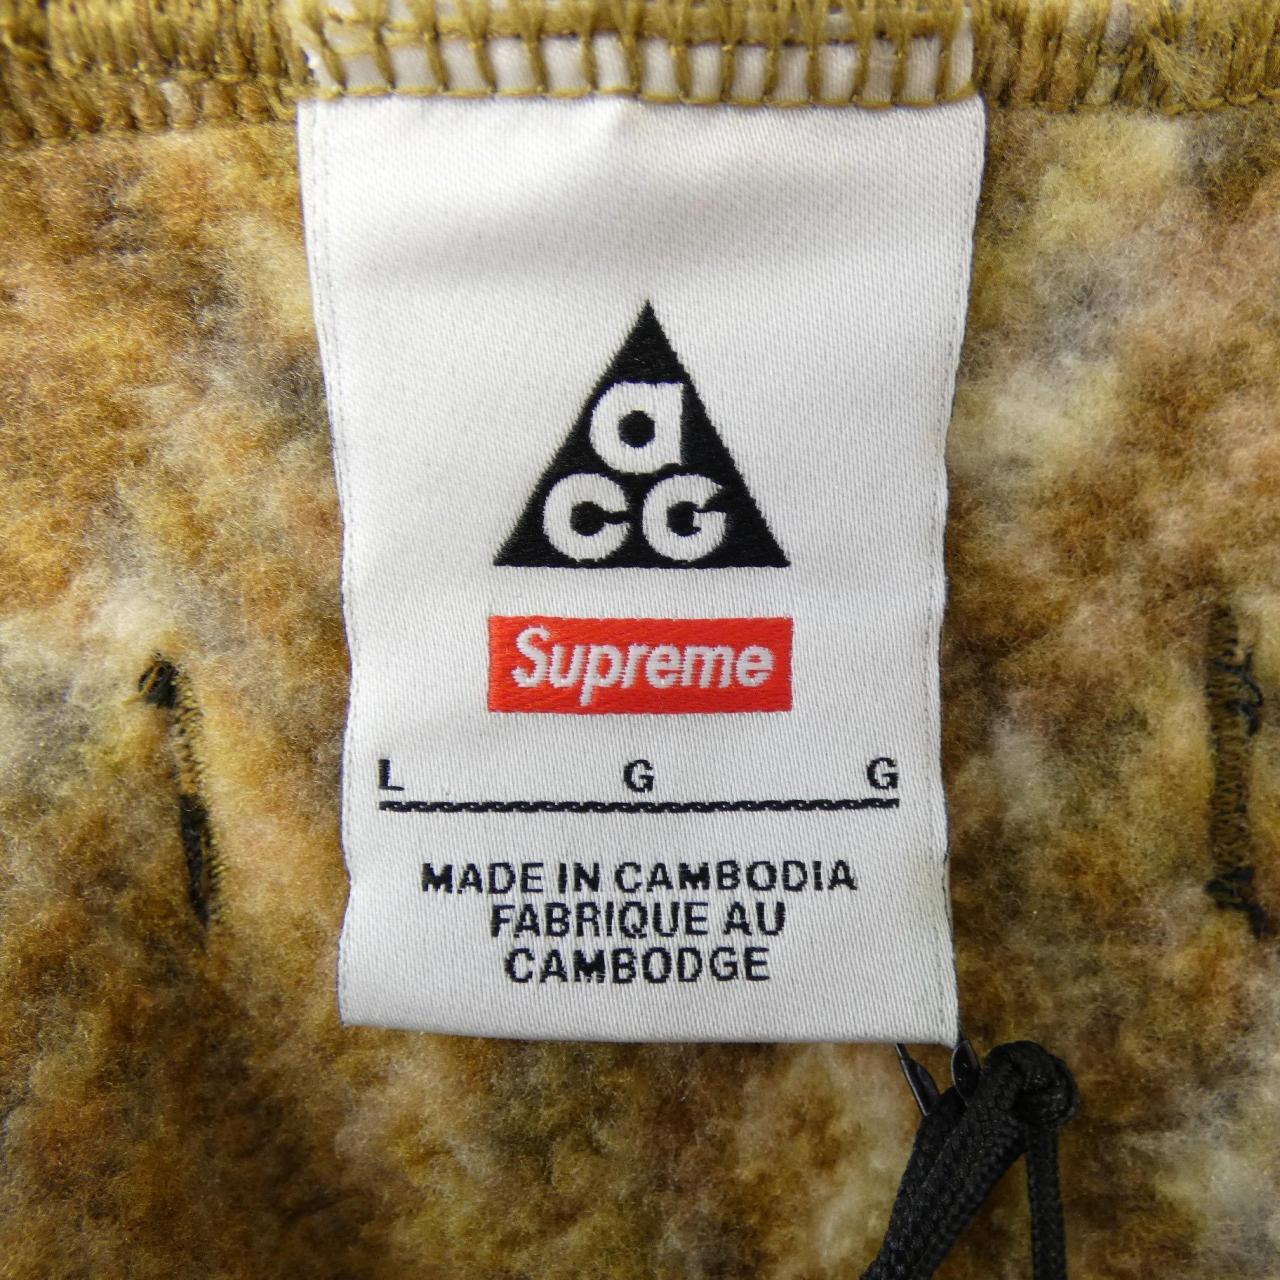 acg
Supreme
L G G
MADE IN CAMBODIA
FABRIQUE AU
CAMBODGE